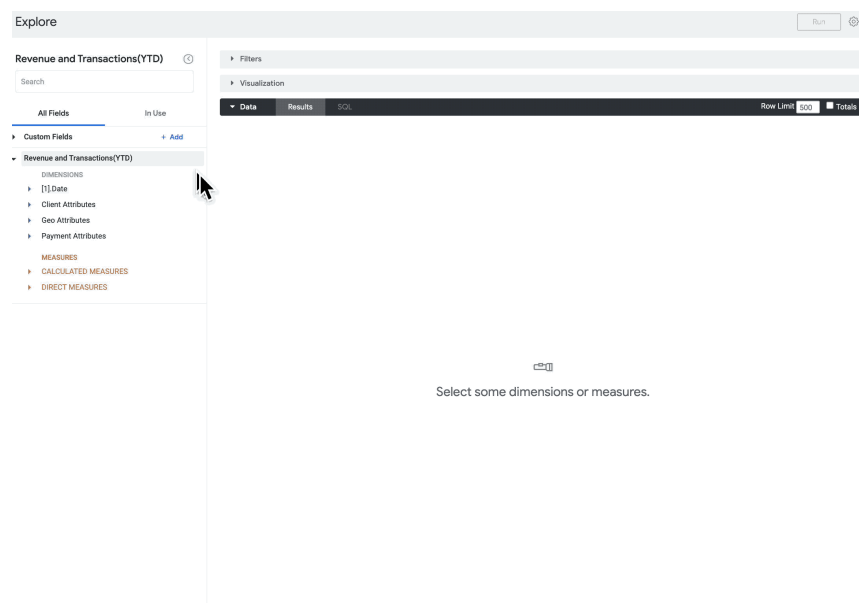 Explore
Run
Revenue and Transactions(YTD)
Search
All Fields In Use
Custom Fields + Add
Revenue and Transactions(YTD)
DIMENSIONS
[1].Date
Client Attributes
Geo Attributes
Payment Attributes
MEASURES
CALCULATED MEASURES
DIRECT MEASURES
Filters
Visualization
Data Results SQL Row Limit 500 Totals
Select some dimensions or measures.